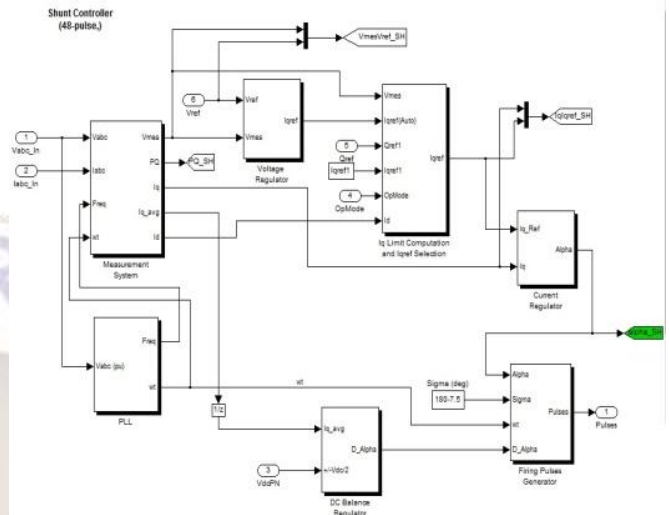 Shunt Controller
(48-pulse,)
VmesVref_SH
6
Vref
Vref
Vmes
Iqref
Voltage
Regulator
1
Vabc_In
2
Iabc_In
Vabc
Iabc
Freq
wt
Vmes
PQ
Iq
Iq_avg
Id
Measurement
System
PQ_SH
5
Qref
Iqref1
4
OpMode
Vmes
Iqref(Auto)
Qref1
Iqref1
OpMode
Id
Iqref
Iq Limit Computation
and Iqref Selection
IqIqref_SH
Iq_Ref
Iq
Alpha
Current
Regulator
alpha_SH
Vabc (pu)
Freq
wt
PLL
wt
1/z
Sigma (deg)
180-7.5
Alpha
Sigma
wt
D_Alpha
Pulses
Firing Pulses
Generator
1
Pulses
3
VdcPN
Iq_avg
+/-Vdc/2
D_Alpha
DC Balance
Regulator